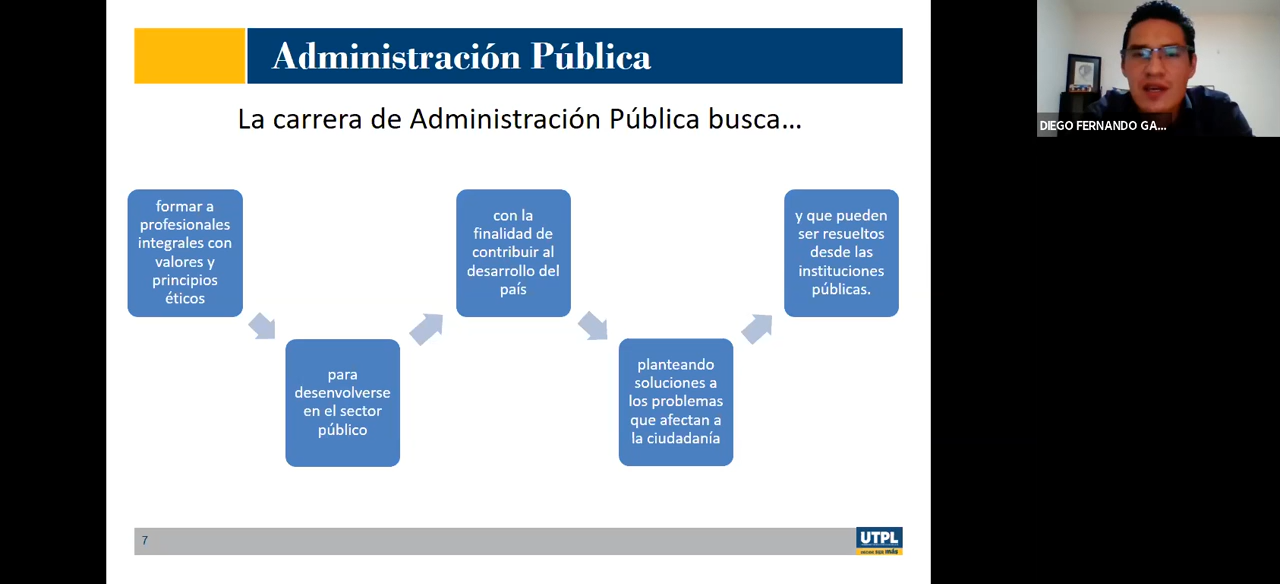 Administración Pública
La carrera de Administración Pública busca...
formar a
profesionales
integrales con
valores y
principios
éticos
para
desenvolverse
en el sector
público
con la
finalidad de
contribuir al
desarrollo del
país
planteando
soluciones a
los problemas
que afectan a
la ciudadanía
y que pueden
ser resueltos
desde las
instituciones
públicas.
7
UTPL
DIEGO FERNANDO GA...